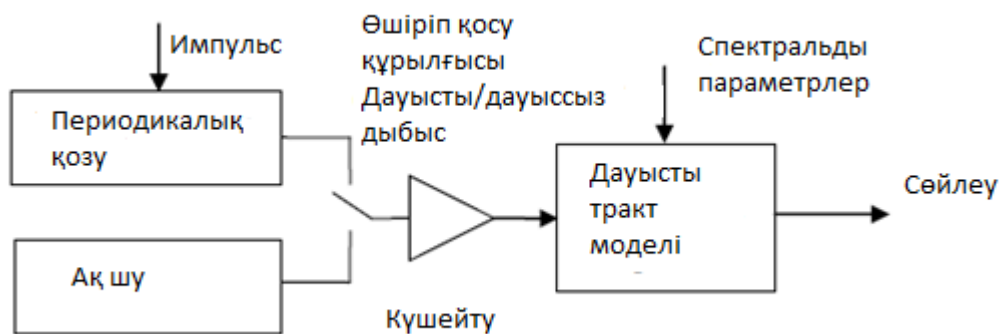 Импульс
Өшіріп қосу
құрылғысы
Дауысты/дауыссыз
дыбыс
Спектральды
параметрлер
Периодикалық
қозу
Дауысты
тракт
моделі
Сөйлеу
Ақ шу
Күшейту